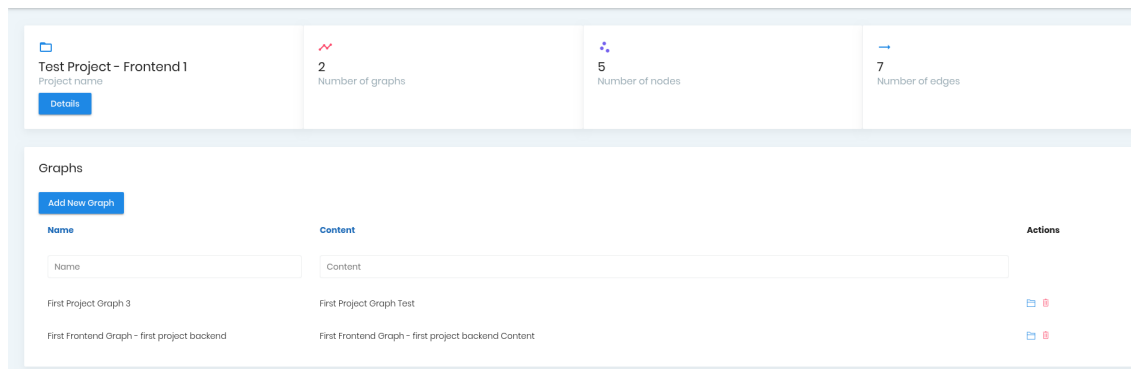 Test Project - Frontend 1
Project name
Details
2
Number of graphs
5
Number of nodes
7
Number of edges
Graphs
Add New Graph
Name Content Actions
Name Content
First Project Graph 3 First Project Graph Test
First Frontend Graph - first project backend First Frontend Graph - first project backend Content